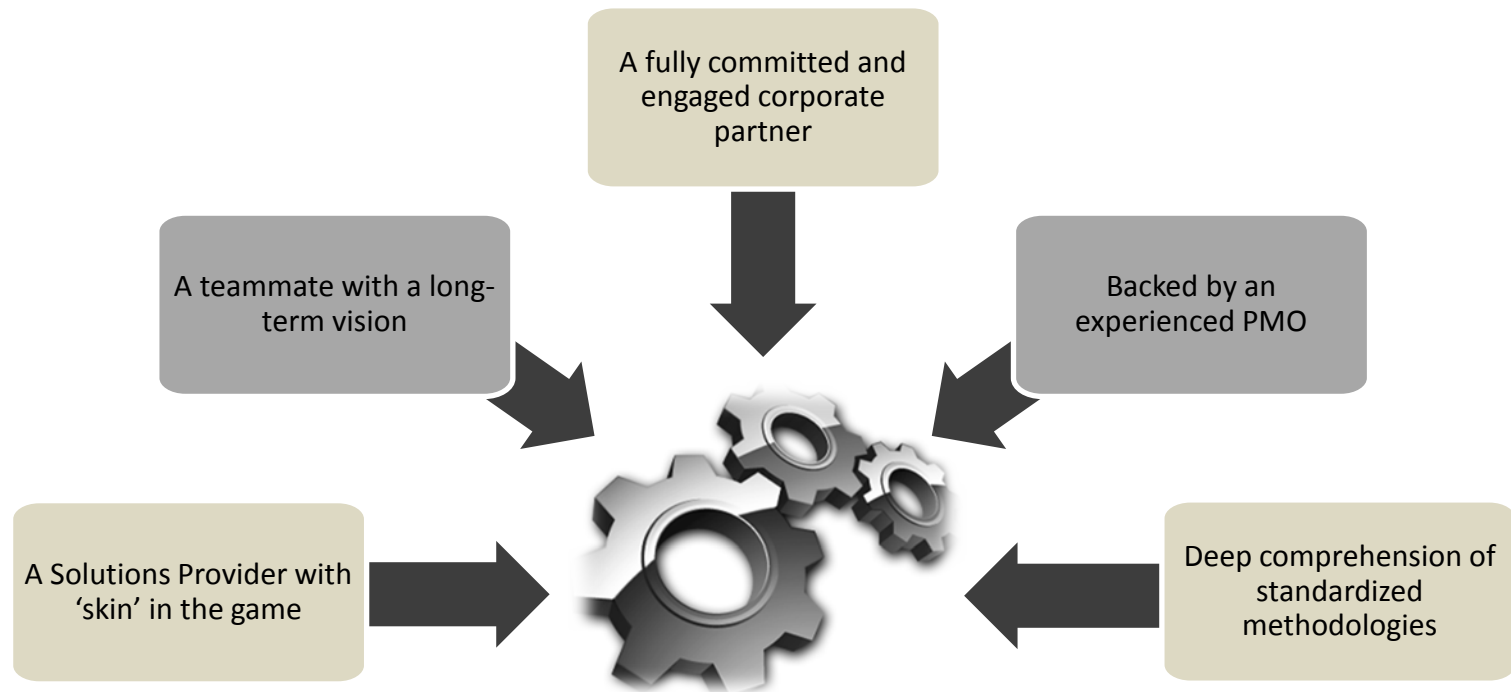 A fully committed and
engaged corporate
partner
A teammate with a long-
term vision
Backed by an
experienced PMO
A Solutions Provider with
‘skin’ in the game
Deep comprehension of
standardized
methodologies